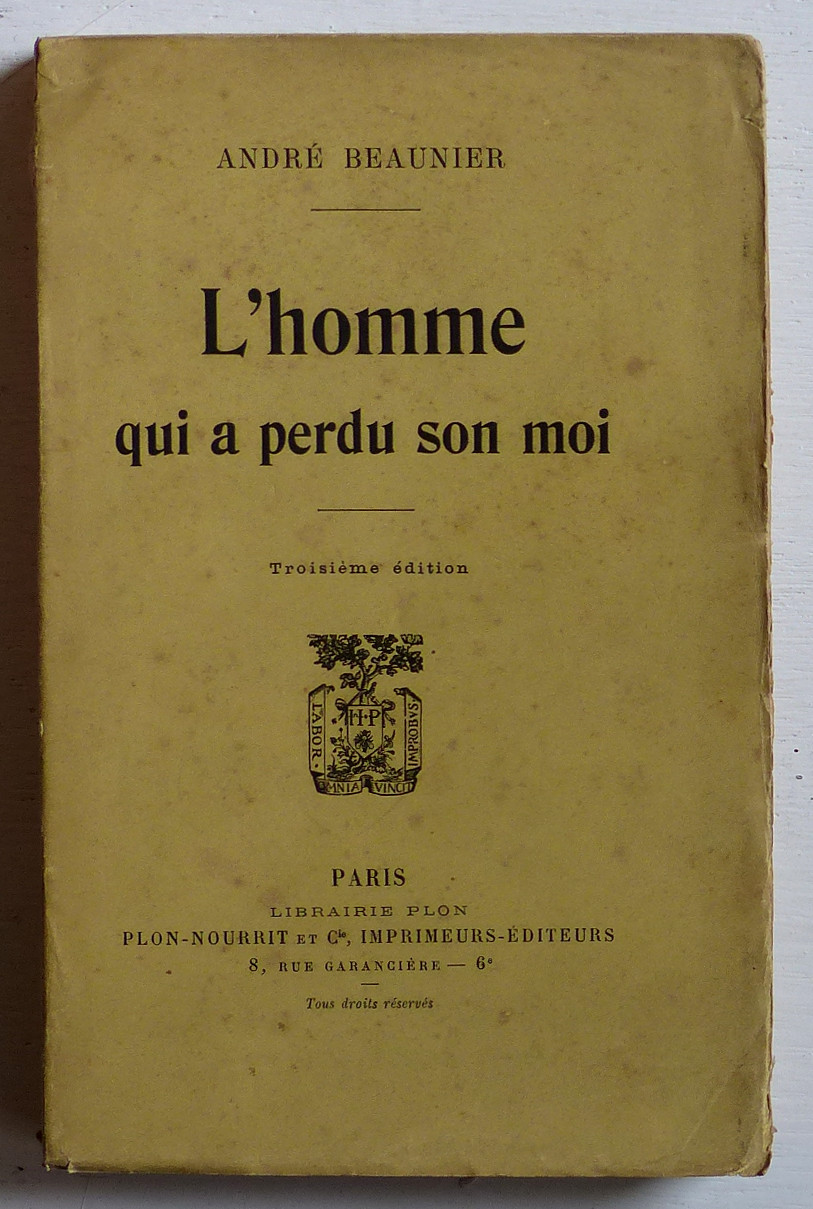 ANDRÉ BEAUNIER
L'homme
qui a perdu son moi
Troisième édition
LABOR
H·P
IMPROBVS
OMNIA VINCIT
PARIS
LIBRAIRIE PLON
PLON-NOURRIT ET Cie, IMPRIMEURS-ÉDITEURS
8, RUE GARANCIÈRE — 6e
Tous droits réservés